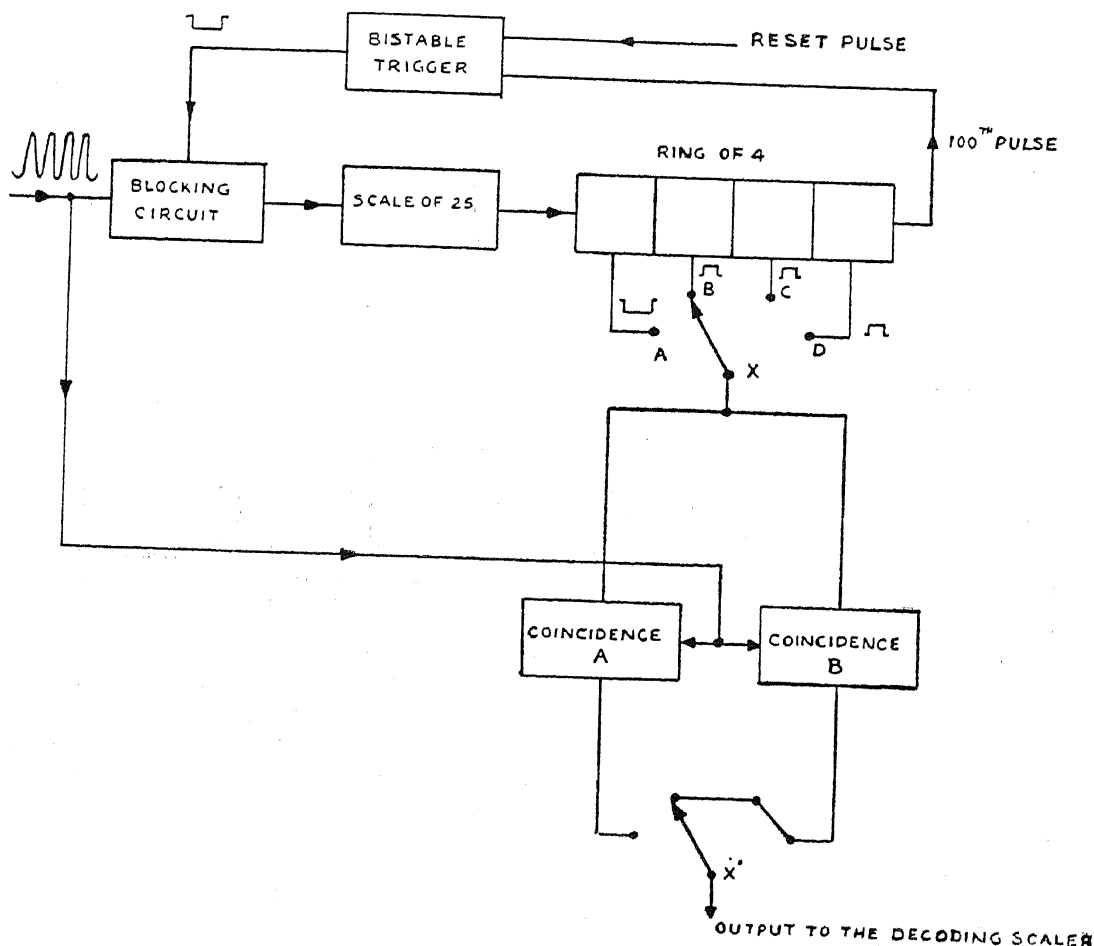 BISTABLE
TRIGGER
RESET PULSE
100TH PULSE
RING OF 4
BLOCKING
CIRCUIT
SCALE OF 25
B
C
A
D
X
COINCIDENCE
A
COINCIDENCE
B
X'
OUTPUT TO THE DECODING SCALER